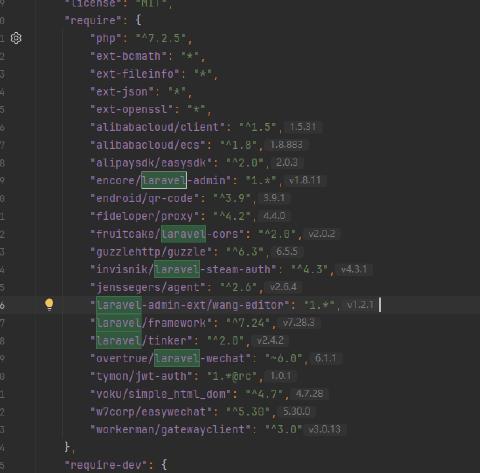 "license": "MIT",
"require": {
"php": "^7.2.5",
"ext-bcmath": "*",
"ext-fileinfo": "*",
"ext-json": "*",
"ext-openssl": "*",
"alibabacloud/client": "^1.5", 1.5.31
"alibabacloud/ecs": "^1.8", 1.8.883
"alipaysdk/easysdk": "^2.0", 2.0.3
"encore/laravel-admin": "1.*", v1.8.11
"endroid/qr-code": "^3.9", 3.9.1
"fideloper/proxy": "^4.2", 4.4.0
"fruitcake/laravel-cors": "^2.0", v2.0.2
"guzzlehttp/guzzle": "^6.3", 6.5.5
"invisnik/laravel-steam-auth": "^4.3", v4.3.1
"jenssegers/agent": "^2.6", v2.6.4
"laravel-admin-ext/wang-editor": "1.*", v1.2.1
"laravel/framework": "^7.24", v7.28.3
"laravel/tinker": "^2.0", v2.4.2
"overtrue/laravel-wechat": "~6.0", 6.1.1
"tymon/jwt-auth": "1.*@rc", 1.0.1
"voku/simple_html_dom": "^4.7", 4.7.28
"w7corp/easywechat": "^5.30", 5.30.0
"workerman/gatewayclient": "^3.0" v3.0.13
},
"require-dev": {